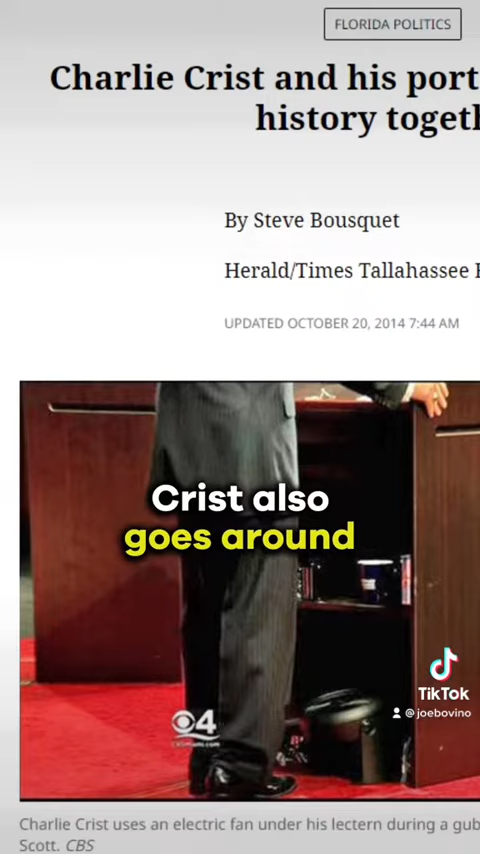 FLORIDA POLITICS
Charlie Crist and his port
history togeth
By Steve Bousquet
Herald/Times Tallahassee
UPDATED OCTOBER 20, 2014 7:44 AM
Crist also
goes around
4
TikTok
@joebovino
Charlie Crist uses an electric fan under his lectern during a gub
Scott. CBS